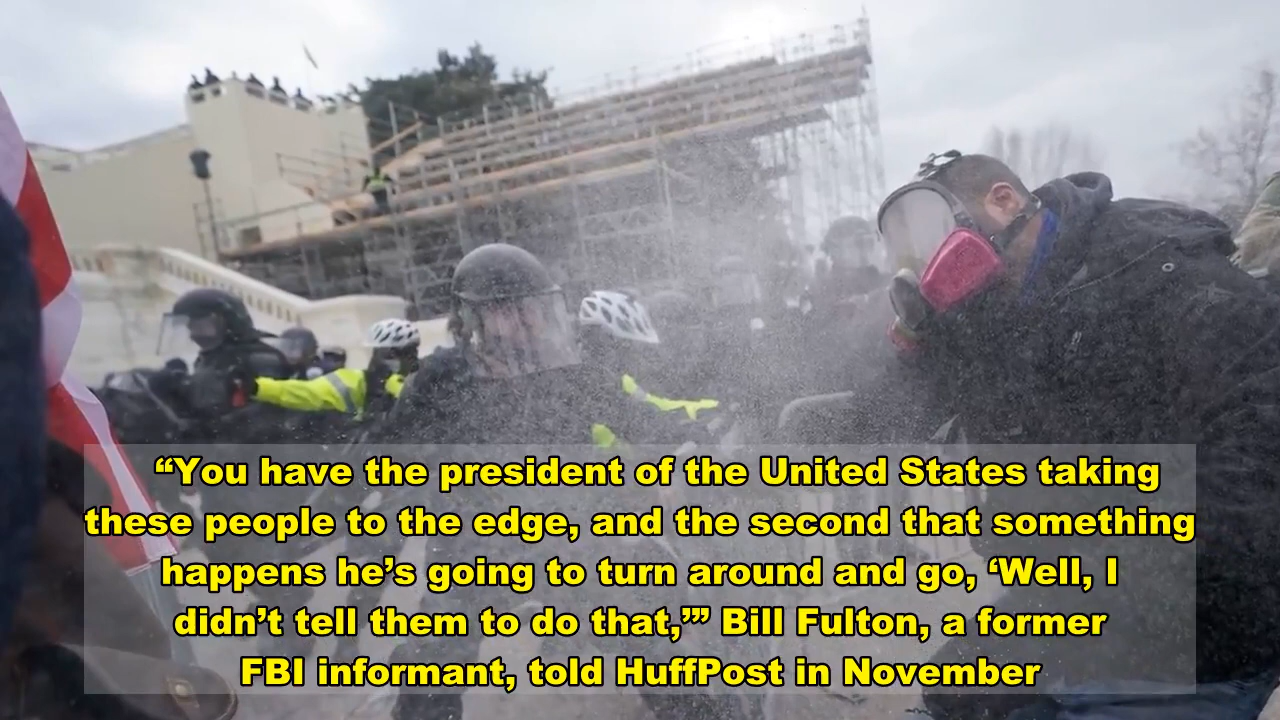 “You have the president of the United States taking
these people to the edge, and the second that something
happens he’s going to turn around and go, ‘Well, I
didn’t tell them to do that,’” Bill Fulton, a former
FBI informant, told HuffPost in November